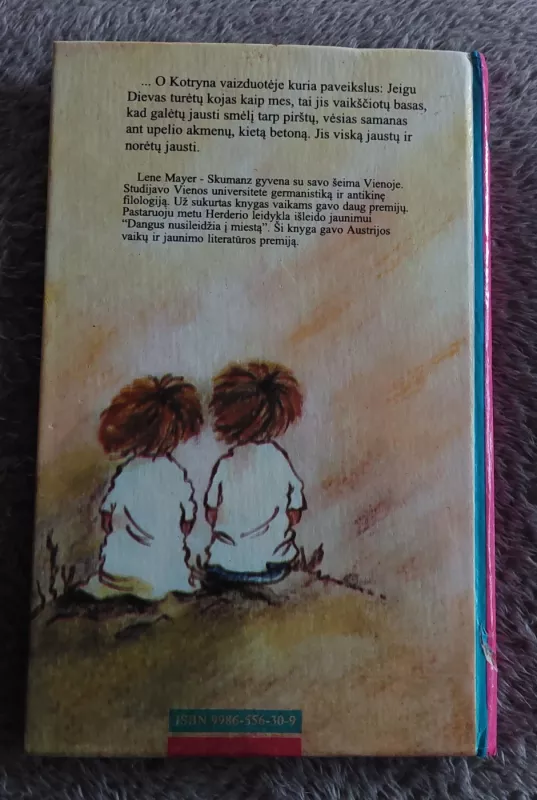 ... O Kotryna vaizduotėje kuria paveikslus: Jeigu
Dievas turėtų kojas kaip mes, tai jis vaikščiotų basas,
kad galėtų jausti smėlį tarp pirštų, vėsias samanas
ant upelio akmenų, kietą betoną. Jis viską jaustų ir
norėtų jausti.
Lene Mayer - Skumanz gyvena su savo šeima Vienoje.
Studijavo Vienos universitete germanistiką ir antikinę
filologiją. Už sukurtas knygas vaikams gavo daug premijų.
Pastaruoju metu Herderio leidykla išleido jaunimui
“Dangus nusileidžia į miestą”. Ši knyga gavo Austrijos
vaikų ir jaunimo literatūros premiją.
ISBN 9986-556-30-9